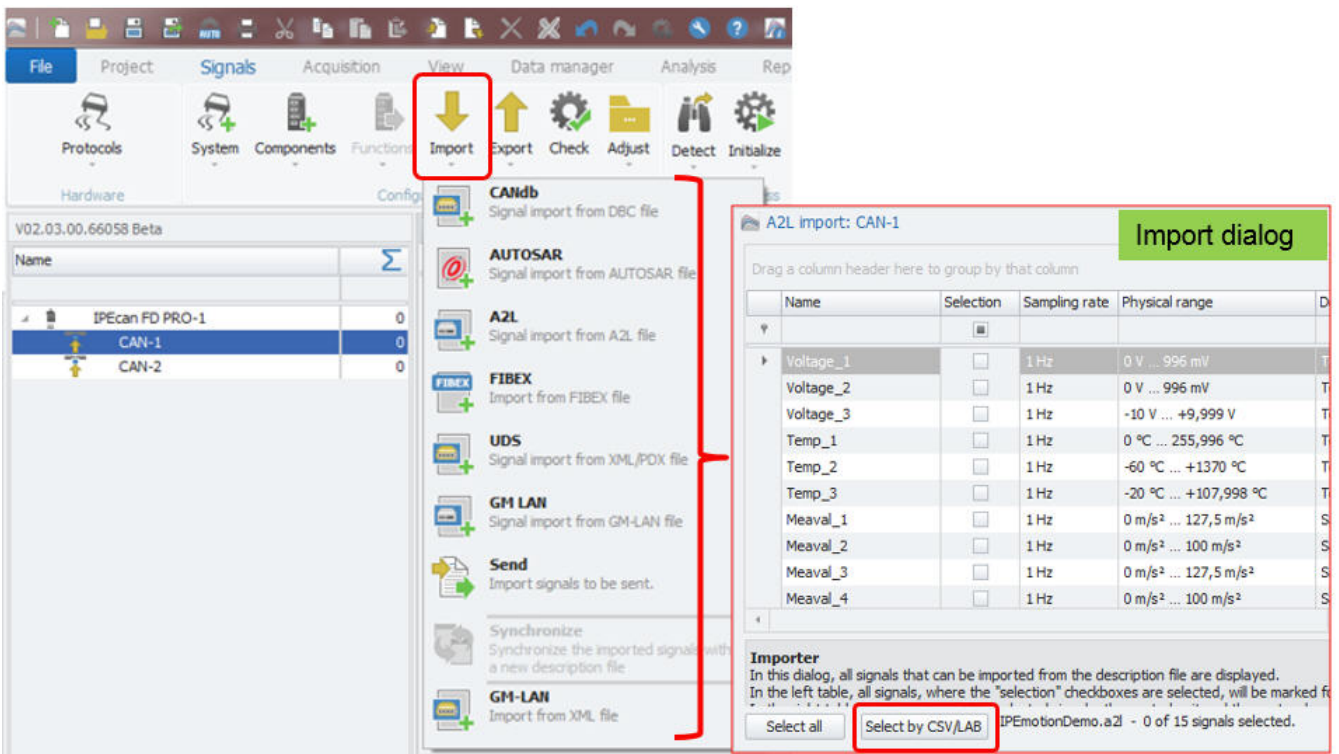 AUTO
File Project Signals Acquisition View Data manager Analysis Rep
Protocols System Components Functions Import Export Check Adjust Detect Initialize
Hardware Config ss
V02.03.00.66058 Beta
Name Σ
IPEcan FD PRO-1 0
CAN-1 0
CAN-2 0
CANdb
Signal import from DBC file
AUTOSAR
Signal import from AUTOSAR file
A2L
Signal import from A2L file
FIBEX
FIBEX
Import from FIBEX file
UDS
Signal import from XML/PDX file
GM LAN
Signal import from GM-LAN file
Send
Import signals to be sent.
Synchronize
Synchronize the imported signals with
a new description file
GM-LAN
Import from XML file
A2L import: CAN-1
Import dialog
Drag a column header here to group by that column
Name Selection Sampling rate Physical range D
Voltage_1 1 Hz 0 V ... 996 mV T
Voltage_2 1 Hz 0 V ... 996 mV T
Voltage_3 1 Hz -10 V ... +9,999 V T
Temp_1 1 Hz 0 °C ... 255,996 °C T
Temp_2 1 Hz -60 °C ... +1370 °C T
Temp_3 1 Hz -20 °C ... +107,998 °C T
Meaval_1 1 Hz 0 m/s² ... 127,5 m/s² S
Meaval_2 1 Hz 0 m/s² ... 100 m/s² S
Meaval_3 1 Hz 0 m/s² ... 127,5 m/s² S
Meaval_4 1 Hz 0 m/s² ... 100 m/s² S
Importer
In this dialog, all signals that can be imported from the description file are displayed.
In the left table, all signals, where the "selection" checkboxes are selected, will be marked fo
Select all Select by CSV/LAB IPEmotionDemo.a2l - 0 of 15 signals selected.